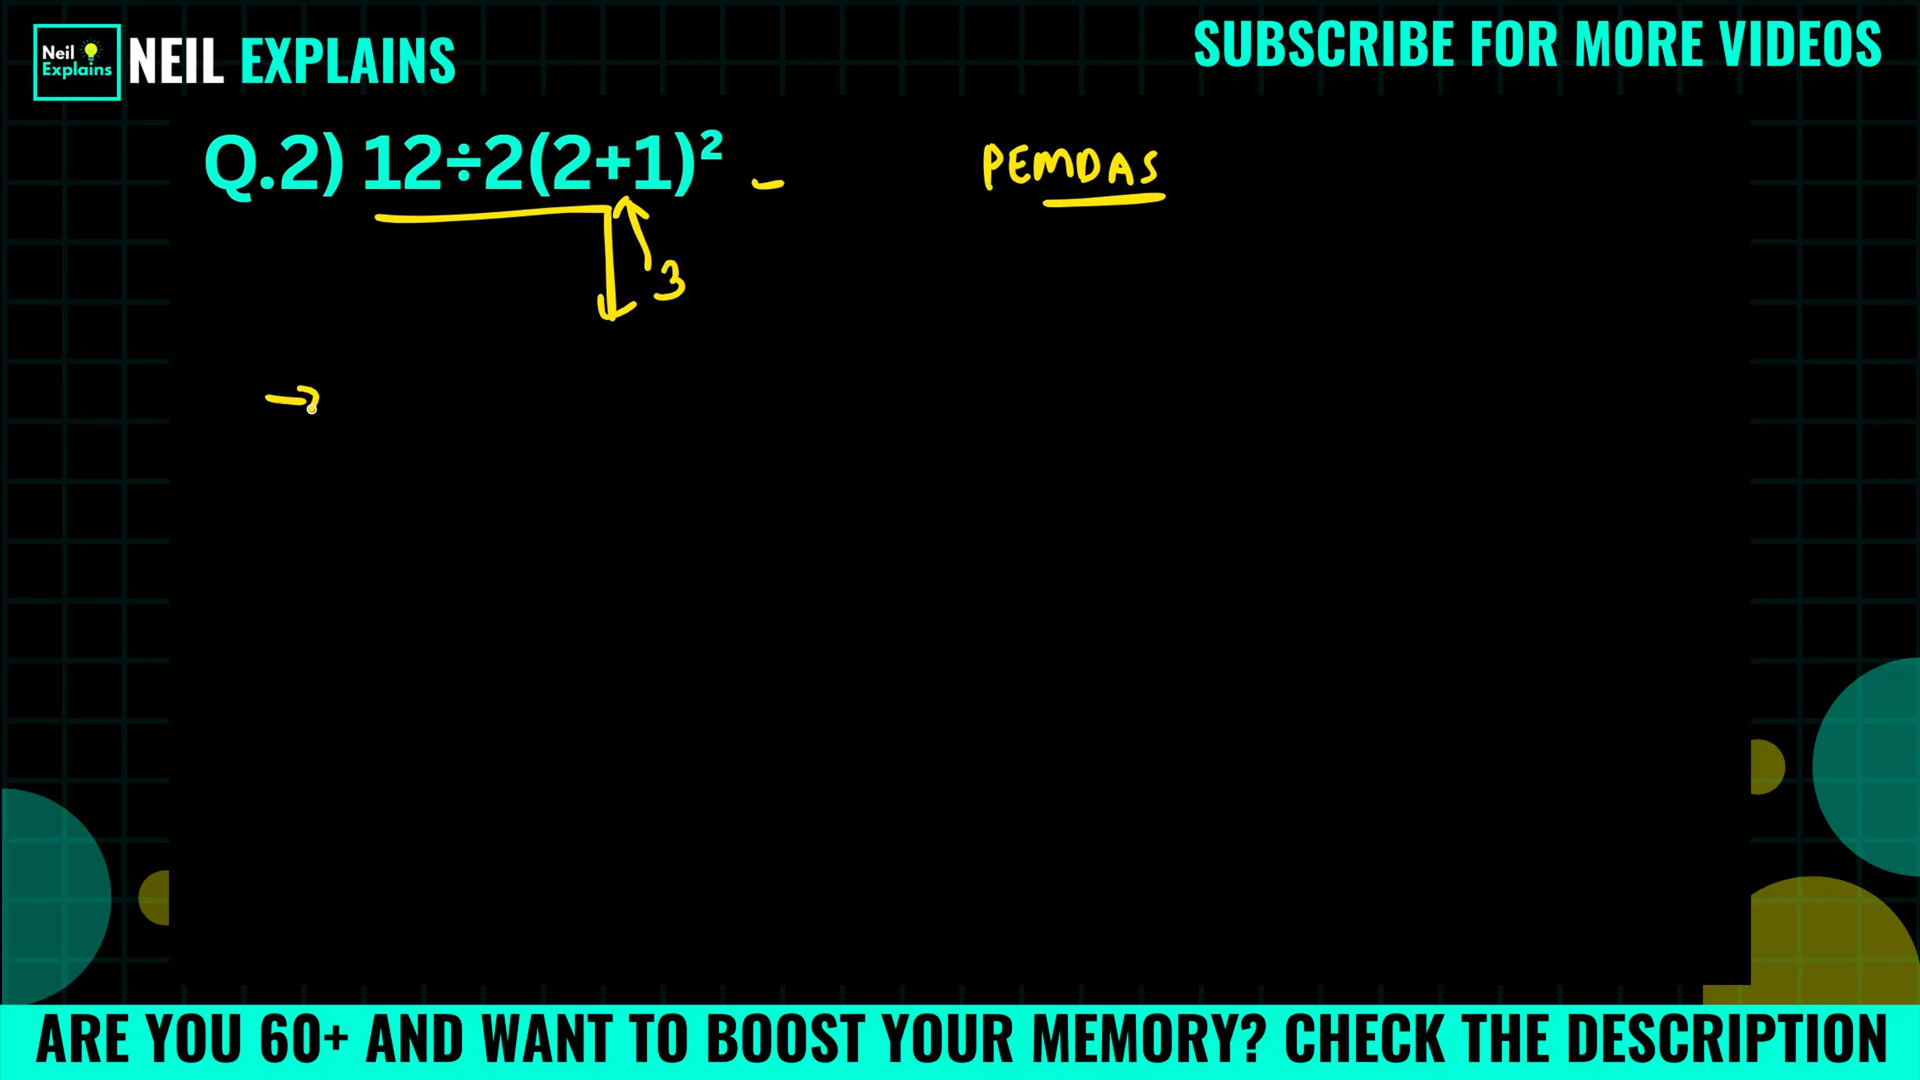 Neil
Explains
NEIL EXPLAINS
SUBSCRIBE FOR MORE VIDEOS
Q.2) 12÷2(2+1)²
PEMDAS
3
ARE YOU 60+ AND WANT TO BOOST YOUR MEMORY? CHECK THE DESCRIPTION